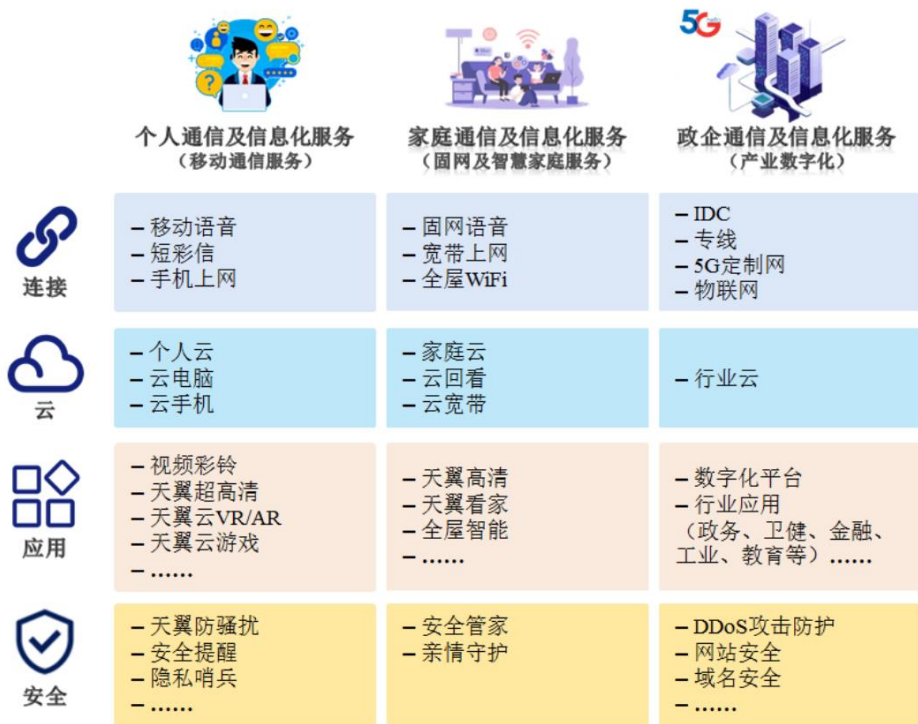 5G
个人通信及信息化服务
（移动通信服务）
家庭通信及信息化服务
（固网及智慧家庭服务）
政企通信及信息化服务
（产业数字化）
连接
– 移动语音
– 短彩信
– 手机上网
– 固网语音
– 宽带上网
– 全屋WiFi
– IDC
– 专线
– 5G定制网
– 物联网
云
– 个人云
– 云电脑
– 云手机
– 家庭云
– 云回看
– 云宽带
– 行业云
应用
– 视频彩铃
– 天翼超高清
– 天翼云VR/AR
– 天翼云游戏
– ......
– 天翼高清
– 天翼看家
– 全屋智能
– ......
– 数字化平台
– 行业应用
（政务、卫健、金融、
工业、教育等）......
安全
– 天翼防骚扰
– 安全提醒
– 隐私哨兵
– ......
– 安全管家
– 亲情守护
– DDoS攻击防护
– 网站安全
– 域名安全
– ......